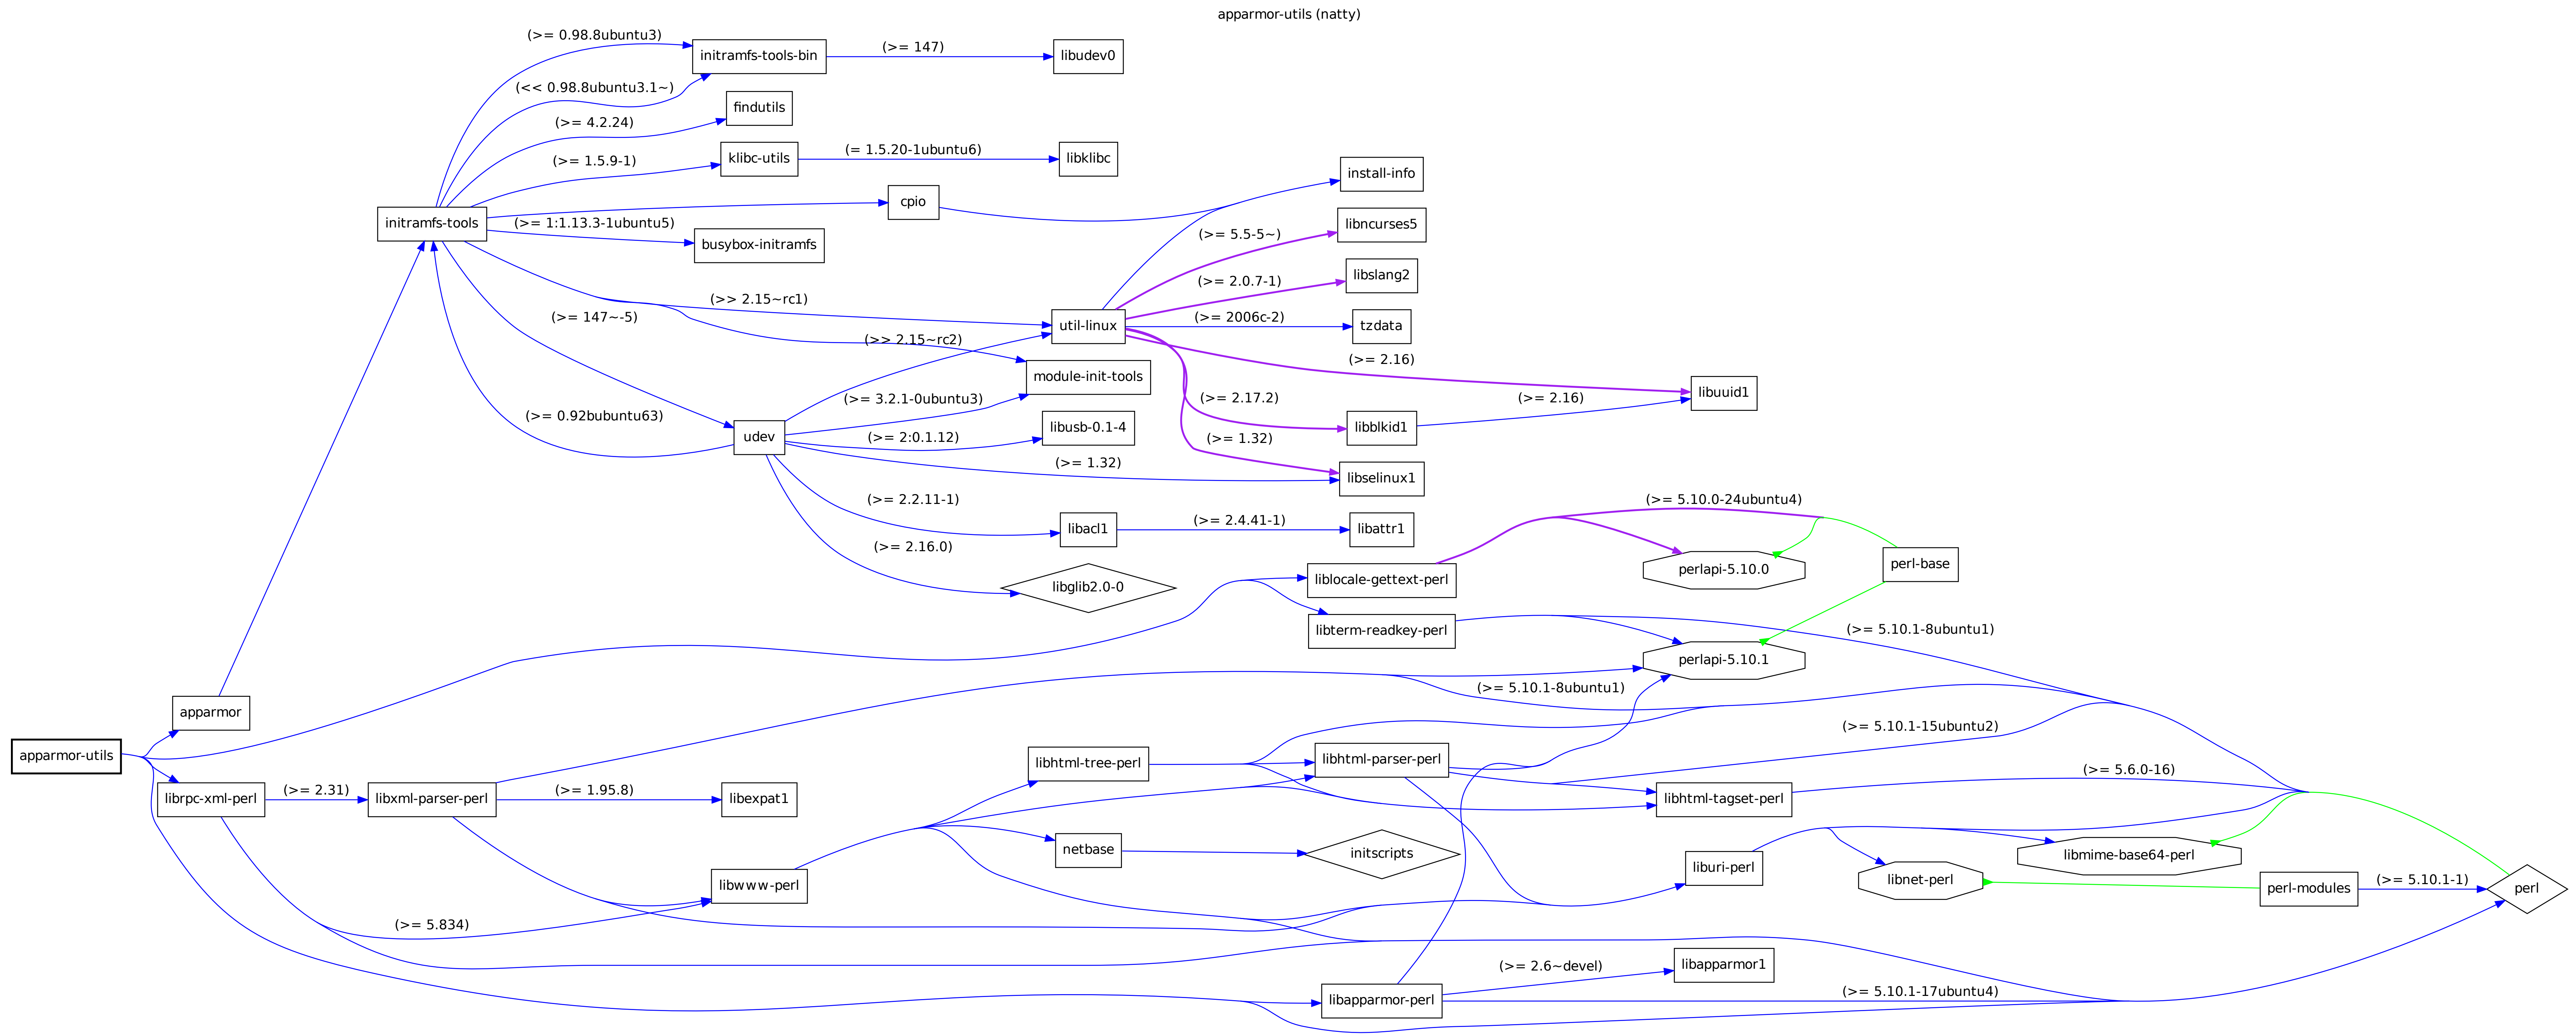 apparmor-utils (natty)
(>= 0.98.8ubuntu3)
initramfs-tools-bin
(>= 147)
libudev0
(<< 0.98.8ubuntu3.1~)
findutils
(>= 4.2.24)
(>= 1.5.9-1)
klibc-utils
(= 1.5.20-1ubuntu6)
libklibc
install-info
cpio
initramfs-tools
(>= 1:1.13.3-1ubuntu5)
busybox-initramfs
libncurses5
(>= 5.5-5~)
libslang2
(>= 2.0.7-1)
(>> 2.15~rc1)
(>= 147~-5)
util-linux
(>= 2006c-2)
tzdata
(>> 2.15~rc2)
(>= 2.16)
module-init-tools
libuuid1
(>= 3.2.1-0ubuntu3)
(>= 2.17.2)
(>= 2.16)
(>= 0.92bubuntu63)
libusb-0.1-4
libblkid1
udev
(>= 2:0.1.12)
(>= 1.32)
(>= 1.32)
libselinux1
(>= 2.2.11-1)
(>= 5.10.0-24ubuntu4)
libacl1
(>= 2.4.41-1)
libattr1
(>= 2.16.0)
perl-base
perlapi-5.10.0
liblocale-gettext-perl
libglib2.0-0
libterm-readkey-perl
(>= 5.10.1-8ubuntu1)
perlapi-5.10.1
(>= 5.10.1-8ubuntu1)
apparmor
(>= 5.10.1-15ubuntu2)
apparmor-utils
libhtml-tree-perl
libhtml-parser-perl
(>= 5.6.0-16)
librpc-xml-perl
(>= 2.31)
libxml-parser-perl
(>= 1.95.8)
libexpat1
libhtml-tagset-perl
netbase
initscripts
libmime-base64-perl
liburi-perl
libnet-perl
libwww-perl
perl-modules
(>= 5.10.1-1)
perl
(>= 5.834)
(>= 2.6~devel)
libapparmor1
libapparmor-perl
(>= 5.10.1-17ubuntu4)